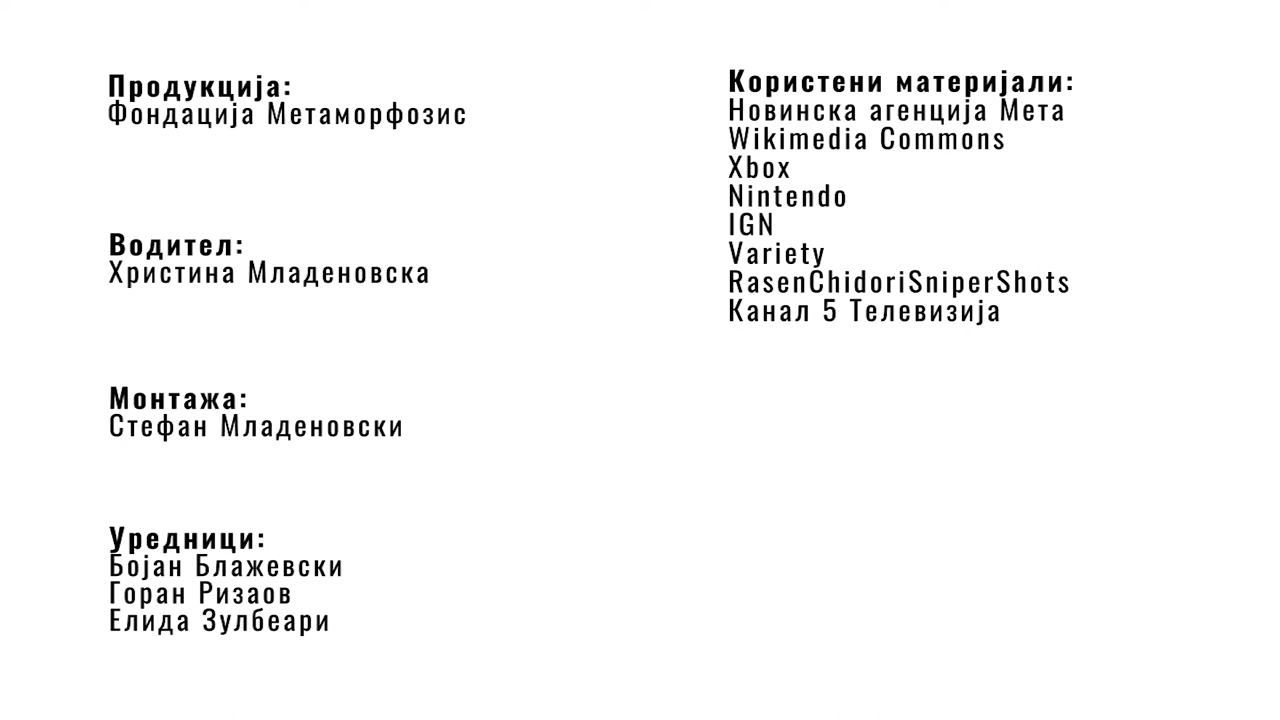 Продукција:
Фондација Метаморфозис
Водител:
Христина Младеновска
Монтажа:
Стефан Младеновски
Уредници:
Бојан Блажевски
Горан Ризаов
Елида Зулбеари
Користени материјали:
Новинска агенција Мета
Wikimedia Commons
Xbox
Nintendo
IGN
Variety
RasenChidoriSniperShots
Канал 5 Телевизија